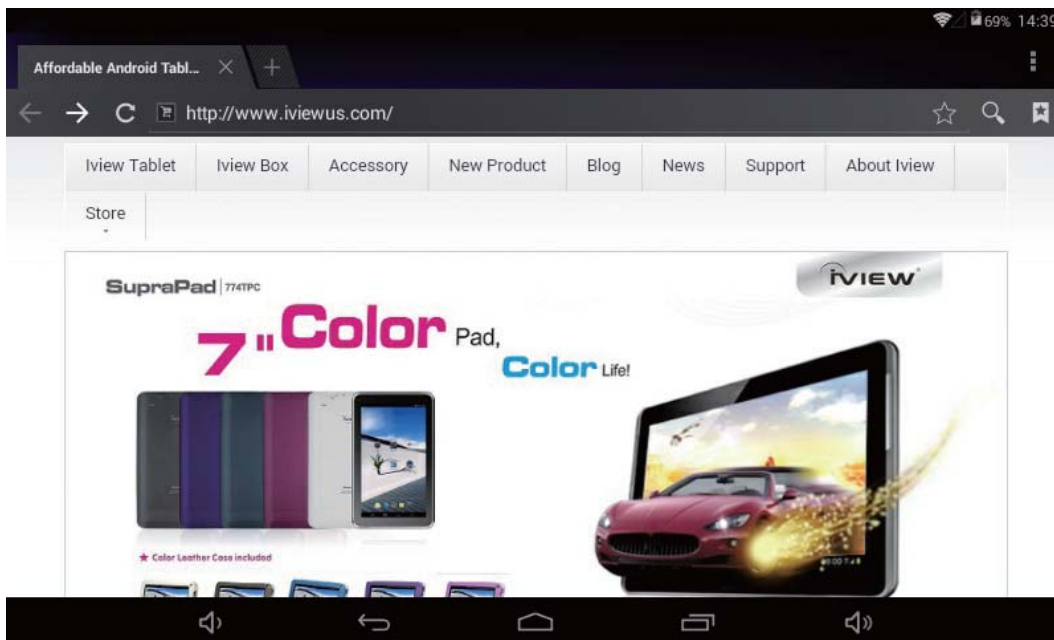 69% 14:39
Affordable Android Tabl...
http://www.iviewus.com/
Iview Tablet Iview Box Accessory New Product Blog News Support About Iview
Store
SupraPad 774TPC
iVIEW
7" Color Pad,
Color Life!
★ Color Leather Case included